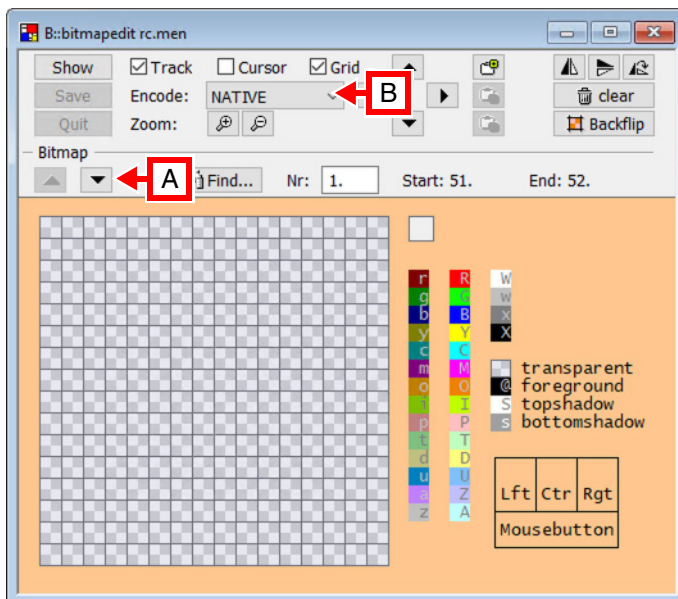 B::bitmapedit rc.men
Show Track Cursor Grid
Save Encode: NATIVE B clear
Quit Zoom: Backflip
Bitmap
A Find... Nr: 1. Start: 51. End: 52.
r R W
g G w
b B x
y Y X
c C
m M transparent
o O @ foreground
i I S topshadow
p P s bottomshadow
t T
d D
u U
a Z
z A
Lft Ctr Rgt
Mousebutton